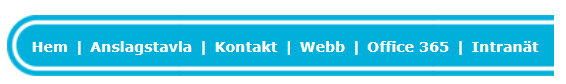 Hem | Anslagstavla | Kontakt | Webb | Office 365 | Intranät